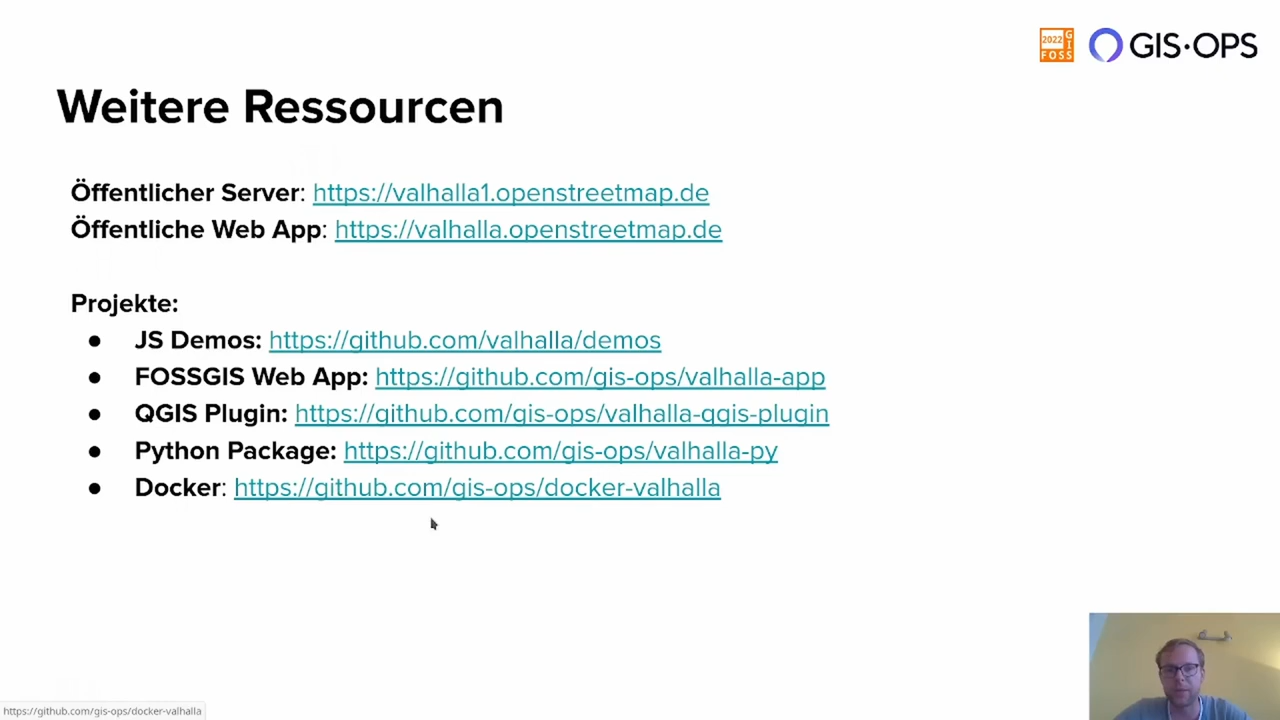 2022
G
I
FOSS
GIS·OPS
Weitere Ressourcen
Öffentlicher Server: https://valhalla1.openstreetmap.de
Öffentliche Web App: https://valhalla.openstreetmap.de
Projekte:
● JS Demos: https://github.com/valhalla/demos
● FOSSGIS Web App: https://github.com/gis-ops/valhalla-app
● QGIS Plugin: https://github.com/gis-ops/valhalla-qgis-plugin
● Python Package: https://github.com/gis-ops/valhalla-py
● Docker: https://github.com/gis-ops/docker-valhalla
https://github.com/gis-ops/docker-valhalla